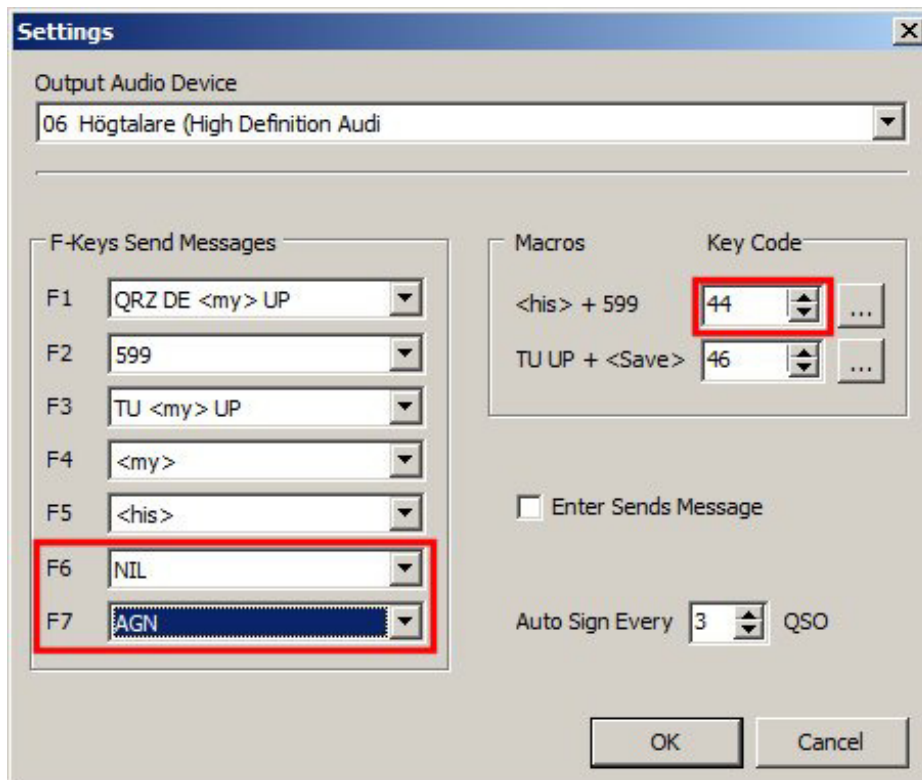 Settings
Output Audio Device
06 Högtalare (High Definition Audi
F-Keys Send Messages
F1 QRZ DE <my> UP
F2 599
F3 TU <my> UP
F4 <my>
F5 <his>
F6 NIL
F7 AGN
Macros Key Code
<his> + 599 44 ...
TU UP + <Save> 46 ...
Enter Sends Message
Auto Sign Every 3 QSO
OK Cancel